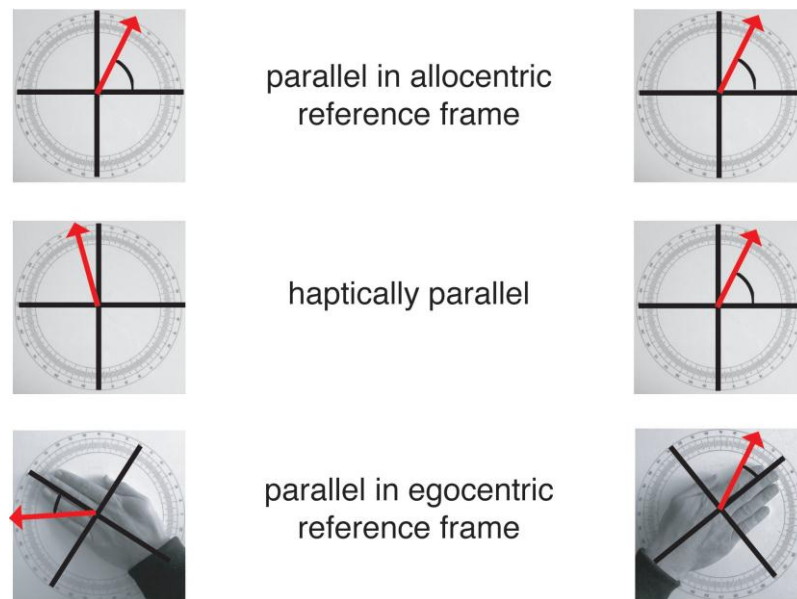 parallel in allocentric
reference frame
haptically parallel
parallel in egocentric
reference frame